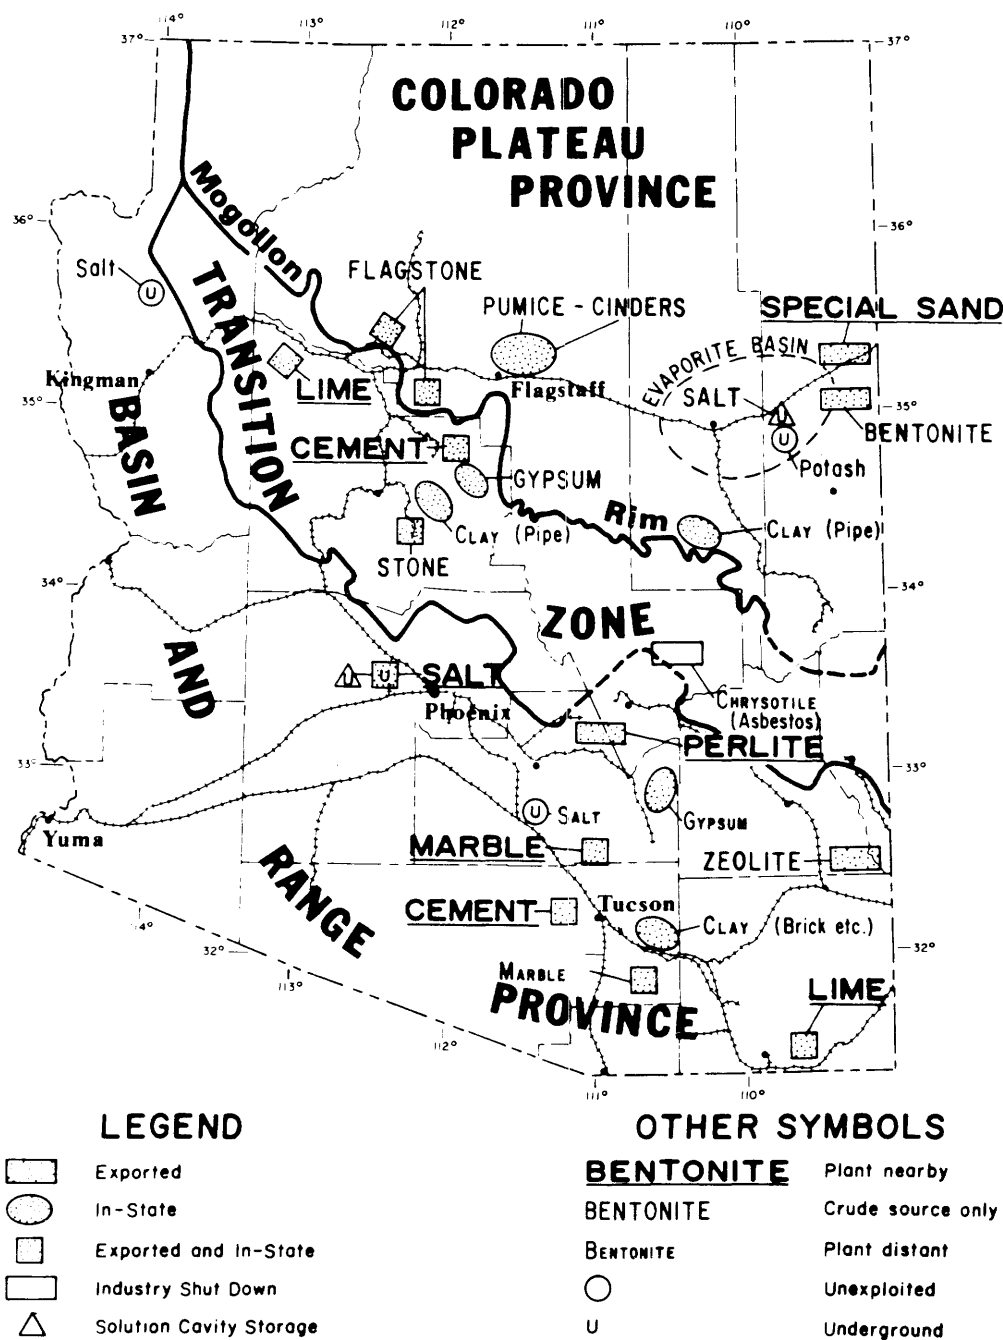 114° 113° 112° 111° 110°
37° 37°
COLORADO
PLATEAU
PROVINCE
Mogollon
36° 36°
Salt
U
TRANSITION
FLAGSTONE
PUMICE - CINDERS
SPECIAL SAND
EVAPORITE BASIN
Kingman
LIME
Flagstaff
SALT
U
35° 35°
BASIN
CEMENT
BENTONITE
U
Potash
GYPSUM
Rim
CLAY (Pipe)
CLAY (Pipe)
STONE
34° 34°
ZONE
AND
U
U
SALT
CHRYSOTILE
(Asbestos)
Phoenix
PERLITE
33° 33°
U
SALT
GYPSUM
Yuma
MARBLE
ZEOLITE
RANGE
CEMENT
Tucson
CLAY (Brick etc.)
32° 32°
MARBLE
113°
PROVINCE
LIME
112°
111° 110°
LEGEND
Exported
In-State
Exported and In-State
Industry Shut Down
Solution Cavity Storage
OTHER SYMBOLS
BENTONITE Plant nearby
BENTONITE Crude source only
BENTONITE Plant distant
Unexploited
U Underground